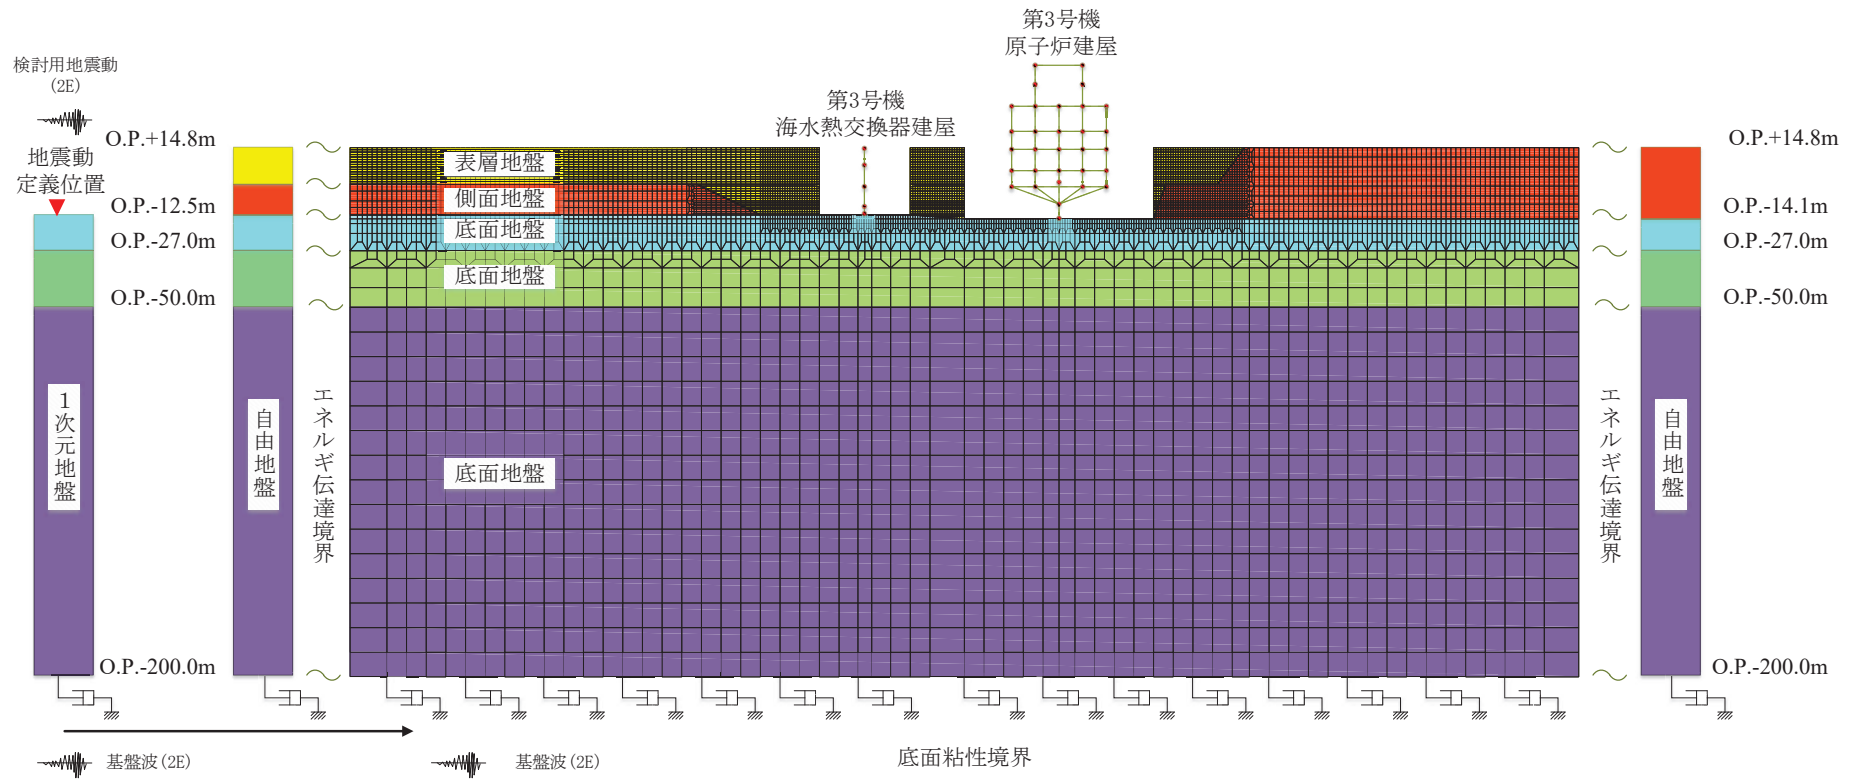 第3号機
原子炉建屋
検討用地震動
(2E)
第3号機
海水熱交換器建屋
O.P.+14.8m
O.P.+14.8m
地震動
定義位置
表層地盤
側面地盤
O.P.-12.5m
O.P.-14.1m
底面地盤
O.P.-27.0m
O.P.-27.0m
底面地盤
O.P.-50.0m
O.P.-50.0m
1次元地盤
自由地盤
エネルギ伝達境界
底面地盤
エネルギ伝達境界
自由地盤
O.P.-200.0m
O.P.-200.0m
基盤波(2E)
基盤波(2E)
底面粘性境界